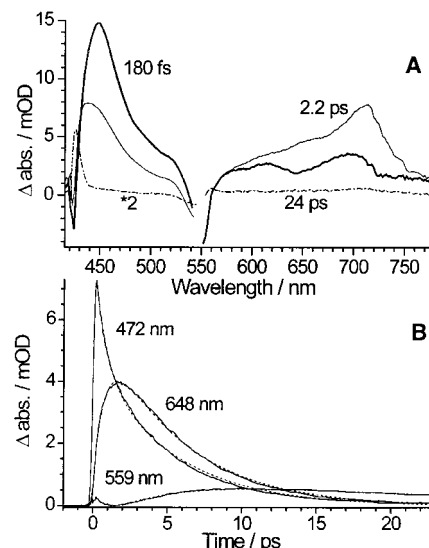 A
180 fs
2.2 ps
*2
24 ps
Δ abs. / mOD
15
10
5
0
450 500 550 600 650 700 750
Wavelength / nm
B
472 nm
648 nm
559 nm
Δ abs. / mOD
6
4
2
0
0 5 10 15 20
Time / ps